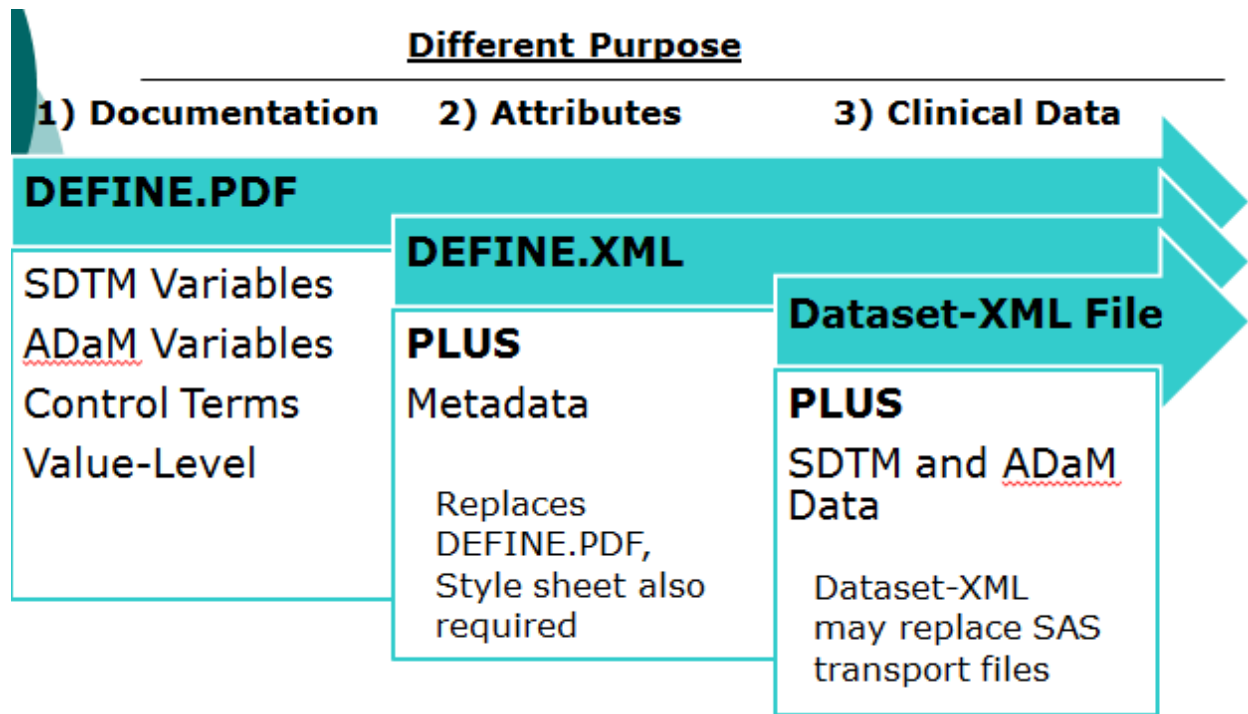 Different Purpose
1) Documentation
2) Attributes
3) Clinical Data
DEFINE.PDF
SDTM Variables
ADaM Variables
Control Terms
Value-Level
DEFINE.XML
PLUS
Metadata
Replaces
DEFINE.PDF,
Style sheet also
required
Dataset-XML File
PLUS
SDTM and ADaM
Data
Dataset-XML
may replace SAS
transport files